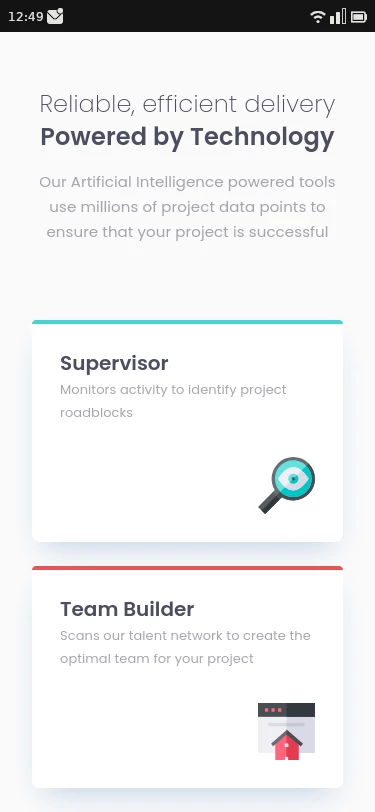 12:49
Reliable, efficient delivery
Powered by Technology
Our Artificial Intelligence powered tools
use millions of project data points to
ensure that your project is successful
Supervisor
Monitors activity to identify project
roadblocks
Team Builder
Scans our talent network to create the
optimal team for your project